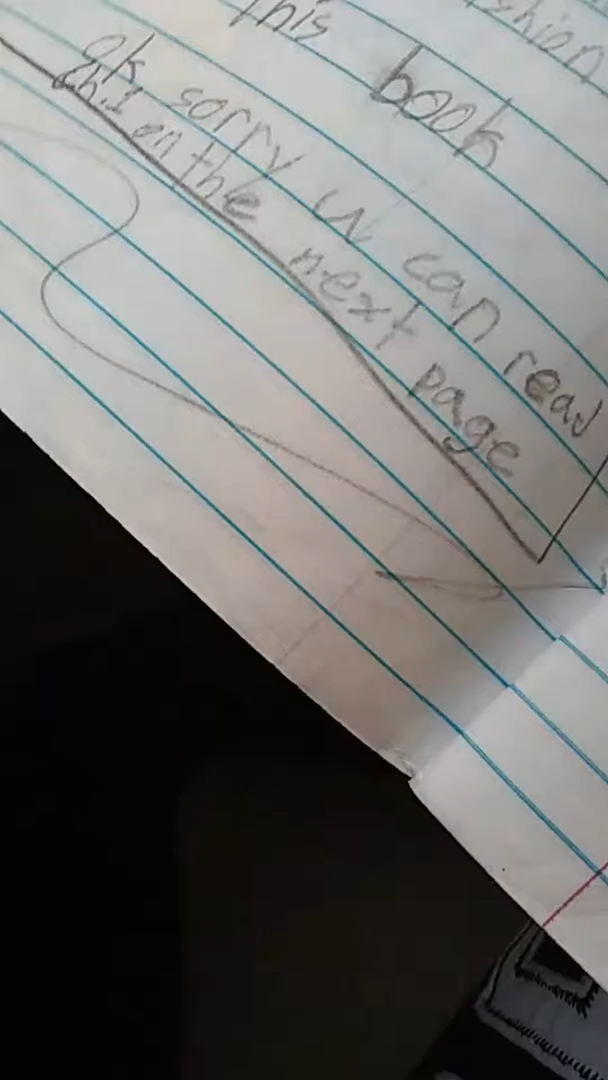 this
book
ok sorry u can read
on the next page